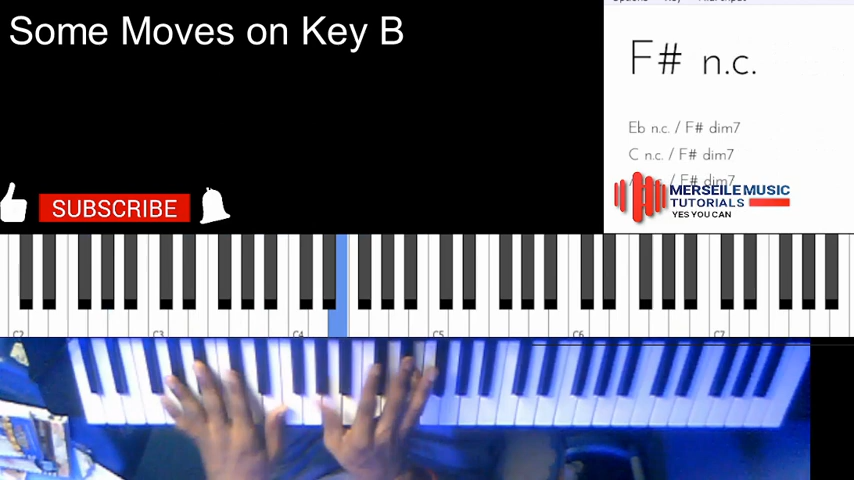 Some Moves on Key B
F# n.c.
Eb n.c. / F# dim7
C n.c. / F# dim7
/ F# dim7
MERSEILE MUSIC
TUTORIALS
YES YOU CAN
SUBSCRIBE
C2 C3 C4 C5 C6 C7